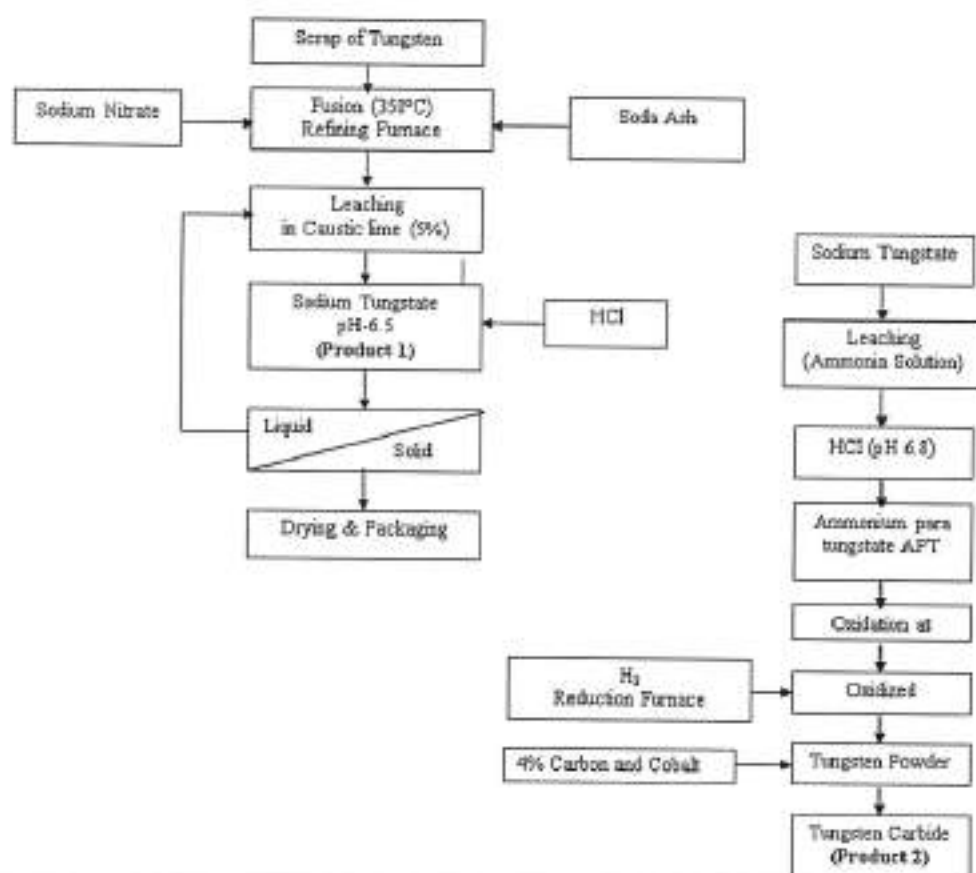 Scrap of Tungsten
Sodium Nitrate
Fusion (350°C)
Refining Furnace
Soda Ash
Leaching
in Caustic lime (5%)
Sodium Tungstate
pH-6.5
(Product 1)
HCl
Liquid
Solid
Drying & Packaging
Sodium Tungstate
Leaching
(Ammonia Solution)
HCl (pH 6.8)
Ammonium para
tungstate APT
Oxidation at
H₂
Reduction Furnace
Oxidized
4% Carbon and Cobalt
Tungsten Powder
Tungsten Carbide
(Product 2)